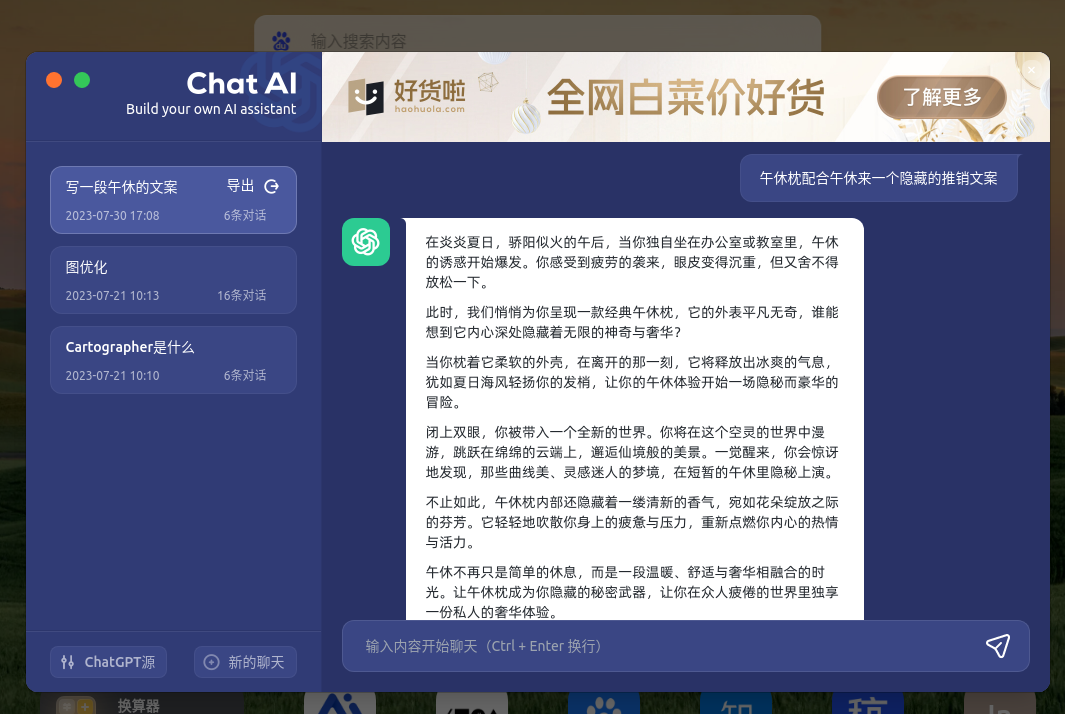 输入搜索内容
Chat AI
Build your own AI assistant
好货啦
haohuola.com
全网白菜价好货
了解更多
写一段午休的文案
导出
2023-07-30 17:08
6条对话
图优化
2023-07-21 10:13
16条对话
Cartographer是什么
2023-07-21 10:10
6条对话
午休枕配合午休来一个隐藏的推销文案
在炎炎夏日，骄阳似火的午后，当你独自坐在办公室或教室里，午休
的诱惑开始爆发。你感受到疲劳的袭来，眼皮变得沉重，但又舍不得
放松一下。
此时，我们悄悄为你呈现一款经典午休枕，它的外表平凡无奇，谁能
想到它内心深处隐藏着无限的神奇与奢华？
当你枕着它柔软的外壳，在离开的那一刻，它将释放出冰爽的气息，
犹如夏日海风轻扬你的发梢，让你的午休体验开始一场隐秘而豪华的
冒险。
闭上双眼，你被带入一个全新的世界。你将在这个空灵的世界中漫
游，跳跃在绵绵的云端上，邂逅仙境般的美景。一觉醒来，你会惊讶
地发现，那些曲线美、灵感迷人的梦境，在短暂的午休里隐秘上演。
不止如此，午休枕内部还隐藏着一缕清新的香气，宛如花朵绽放之际
的芬芳。它轻轻地吹散你身上的疲惫与压力，重新点燃你内心的热情
与活力。
午休不再只是简单的休息，而是一段温暖、舒适与奢华相融合的时
光。让午休枕成为你隐藏的秘密武器，让你在众人疲倦的世界里独享
一份私人的奢华体验。
输入内容开始聊天（Ctrl + Enter 换行）
ChatGPT源
新的聊天
换算器
知
稿